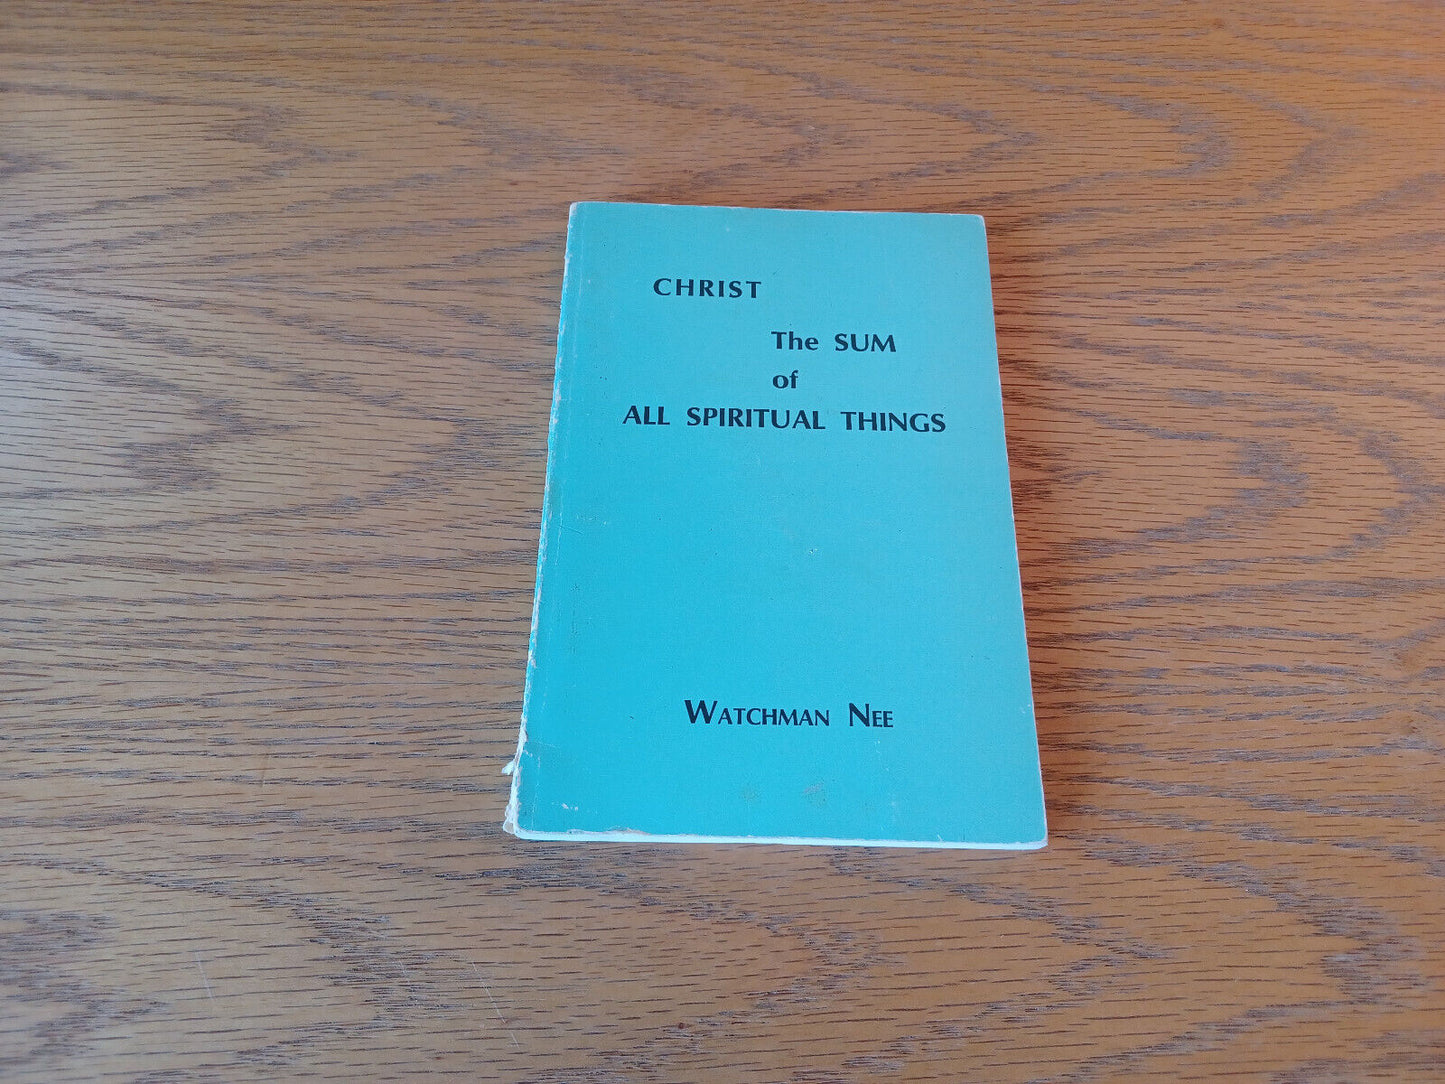 CHRIST
The SUM
of
ALL SPIRITUAL THINGS
WATCHMAN NEE